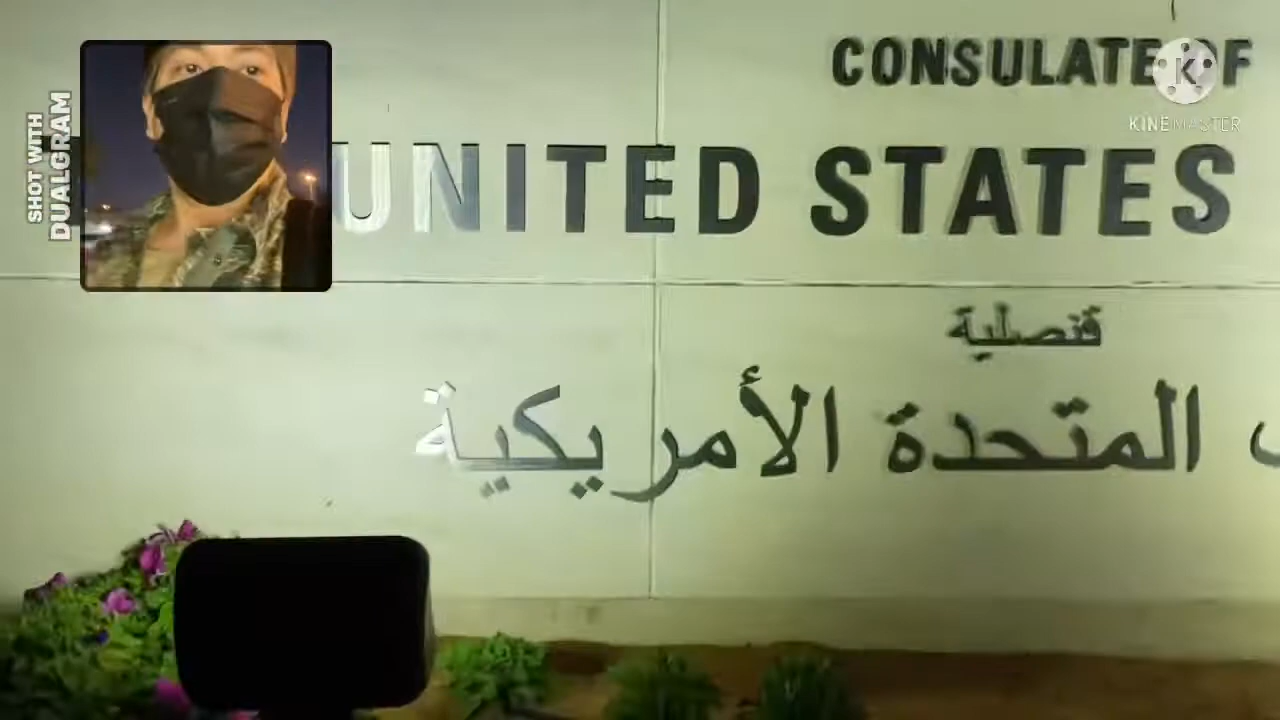 SHOT WITH
DUALGRAM
CONSULATE OF
K
KINEMASTER
UNITED STATES
قنصلية
المتحدة الأمريكية